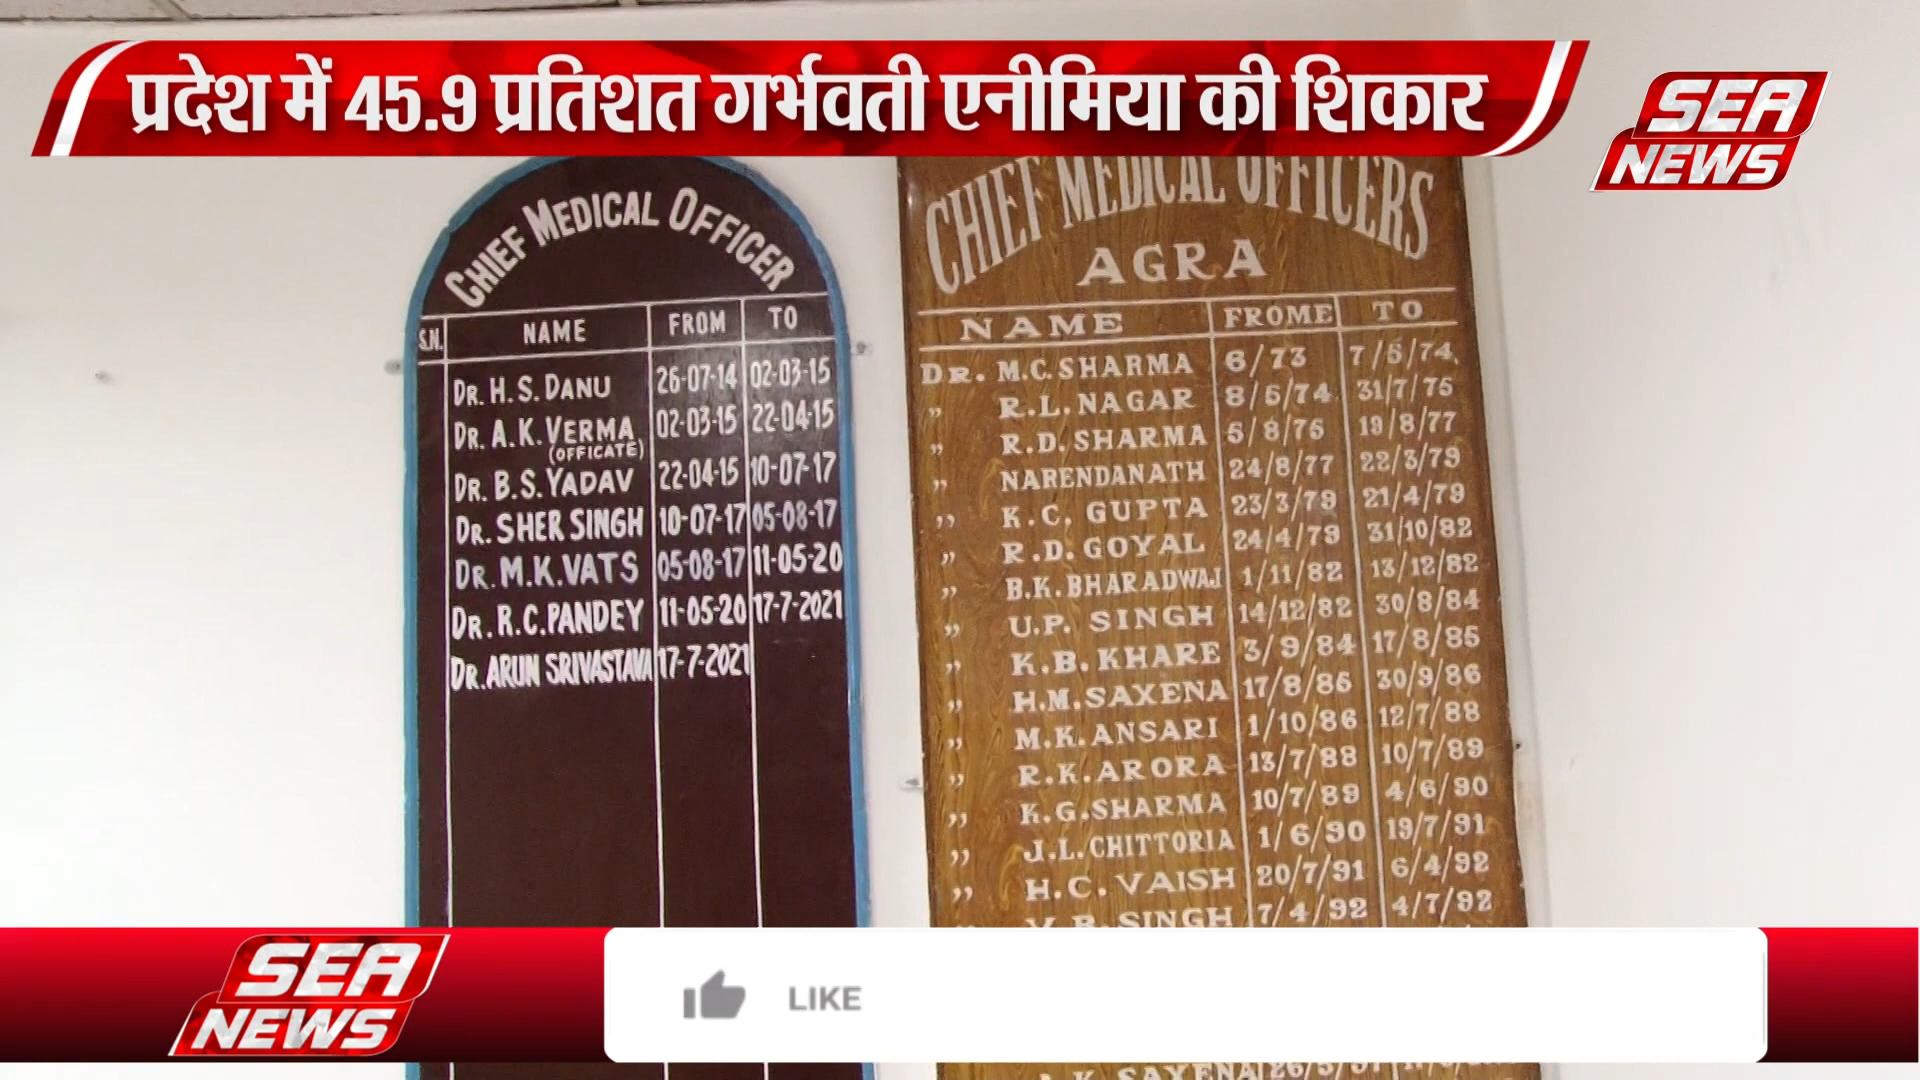 प्रदेश में 45.9 प्रतिशत गर्भवती एनीमिया की शिकार
SEA
NEWS
CHIEF MEDICAL OFFICER
S.N. NAME FROM TO
DR. H. S. DANU 26-07-14 02-03-15
DR. A. K. VERMA 02-03-15 22-04-15
(OFFICATE)
DR. B. S. YADAV 22-04-15 10-07-17
DR. SHER SINGH 10-07-17 05-08-17
DR. M. K. VATS 05-08-17 11-05-20
DR. R. C. PANDEY 11-05-20 17-7-2021
DR. ARUN SRIVASTAVA 17-7-2021
CHIEF MEDICAL OFFICERS
AGRA
NAME FROME TO
DR. M.C. SHARMA 6/73 7/5/74
" R.L. NAGAR 8/5/74 31/7/75
" R.D. SHARMA 5/8/75 19/8/77
" NARENDANATH 24/8/77 22/3/79
" K.C. GUPTA 23/3/79 21/4/79
" R.D. GOYAL 24/4/79 31/10/82
" B.K. BHARADWAJ 1/11/82 13/12/82
" U.P. SINGH 14/12/82 30/8/84
" K.B. KHARE 3/9/84 17/8/85
" H.M. SAXENA 17/8/85 30/9/86
" M.K. ANSARI 1/10/86 12/7/88
" R.K. ARORA 13/7/88 10/7/89
" K.G. SHARMA 10/7/89 4/6/90
" J.L. CHITTORIA 1/6/90 19/7/91
" H.C. VAISH 20/7/91 6/4/92
" V.B. SINGH 7/4/92 4/7/92
SAXENA
SEA
NEWS
LIKE